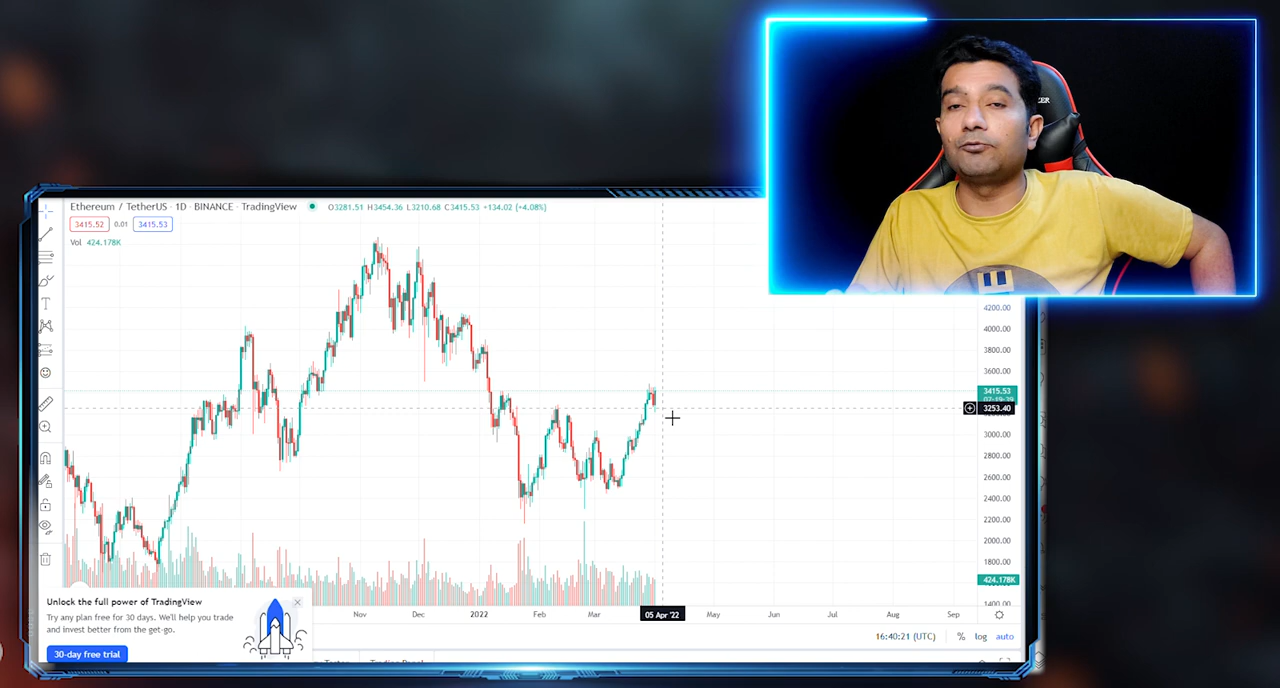 Ethereum / TetherUS · 1D · BINANCE · TradingView
O3281.51 H3454.36 L3210.68 C3415.53 +134.02 (+4.08%)
3415.52 0.01 3415.53
Vol 424.178K
4200.00
4000.00
3800.00
3600.00
3415.53
07:19:39
3253.40
3000.00
2800.00
2600.00
2400.00
2200.00
2000.00
1800.00
424.178K
1400.00
Nov Dec 2022 Feb Mar 05 Apr '22 May Jun Jul Aug Sep
16:40:21 (UTC) % log auto
Unlock the full power of TradingView
Try any plan free for 30 days. We'll help you trade
and invest better from the get-go.
30-day free trial